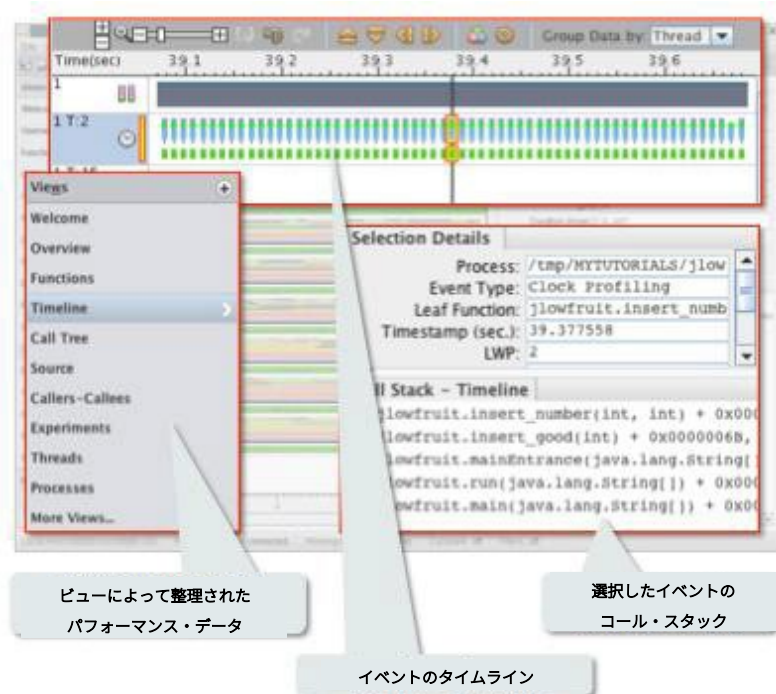 Group Data by: Thread
Time(sec) 39.1 39.2 39.3 39.4 39.5 39.6
1
1 T:2
Views
Welcome
Overview
Functions
Timeline
Call Tree
Source
Callers-Callees
Experiments
Threads
Processes
More Views...
Selection Details
Process: /tmp/MYTUTORIALS/jlow
Event Type: Clock Profiling
Leaf Function: jlowfruit.insert_numb
Timestamp (sec.): 39.377558
LWP: 2
ll Stack - Timeline
jlowfruit.insert_number(int, int) + 0x000
jlowfruit.insert_good(int) + 0x0000006B,
jlowfruit.mainEntrance(java.lang.String[
owfruit.run(java.lang.String[]) + 0x000
owfruit.main(java.lang.String[]) + 0x00
ビューによって整理された
パフォーマンス・データ
選択したイベントの
コール・スタック
イベントのタイムライン